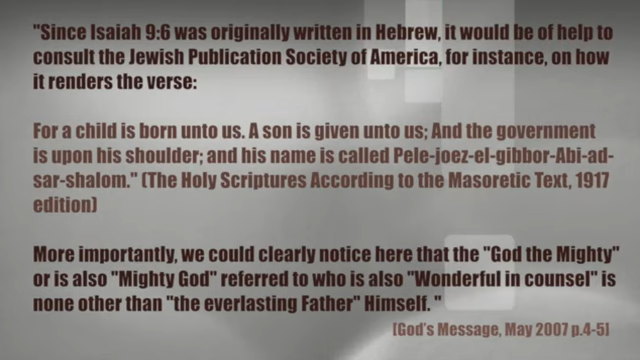 "Since Isaiah 9:6 was originally written in Hebrew, it would be of help to
consult the Jewish Publication Society of America, for instance, on how
it renders the verse:
For a child is born unto us. A son is given unto us; And the government
is upon his shoulder; and his name is called Pele-joez-el-gibbor-Abi-ad-
sar-shalom." (The Holy Scriptures According to the Masoretic Text, 1917
edition)
More importantly, we could clearly notice here that the "God the Mighty"
or is also "Mighty God" referred to who is also "Wonderful in counsel" is
none other than "the everlasting Father" Himself. "
[God's Message, May 2007 p.4-5]